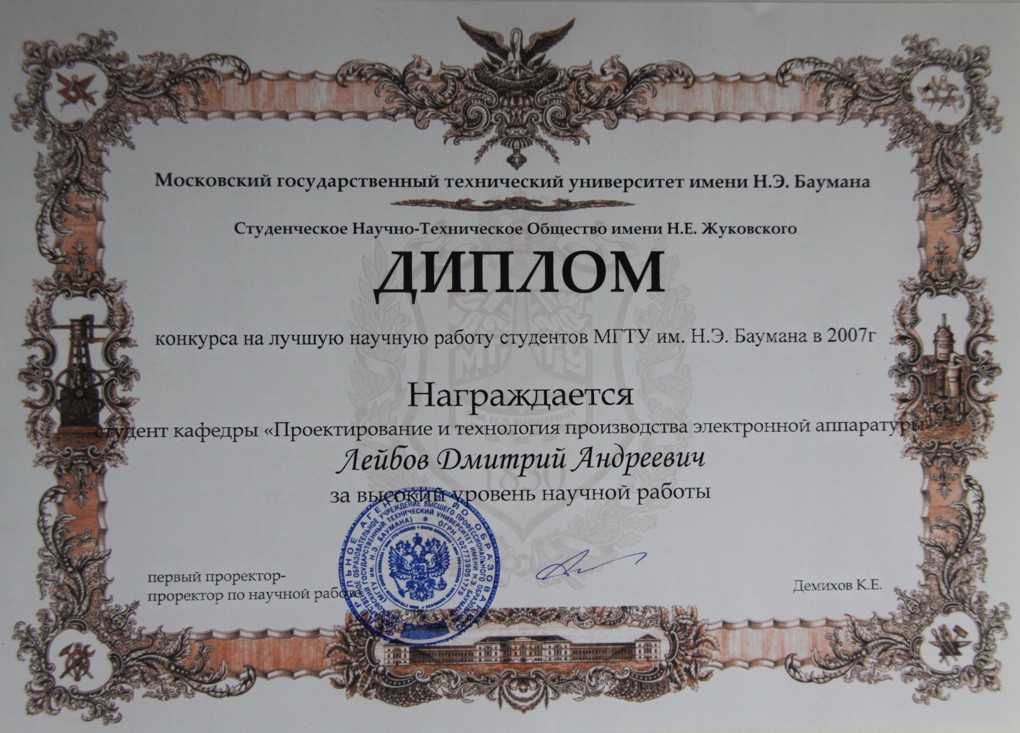 Московский государственный технический университет имени Н.Э. Баумана
Студенческое Научно-Техническое Общество имени Н.Е. Жуковского
ДИПЛОМ
конкурса на лучшую научную работу студентов МГТУ им. Н.Э. Баумана в 2007г
Награждается
студент кафедры «Проектирование и технология производства электронной аппаратуры»
Лейбов Дмитрий Андреевич
за высокий уровень научной работы
первый проректор-
проректор по научной работе
Демихов К.Е.
МГТУ
1830